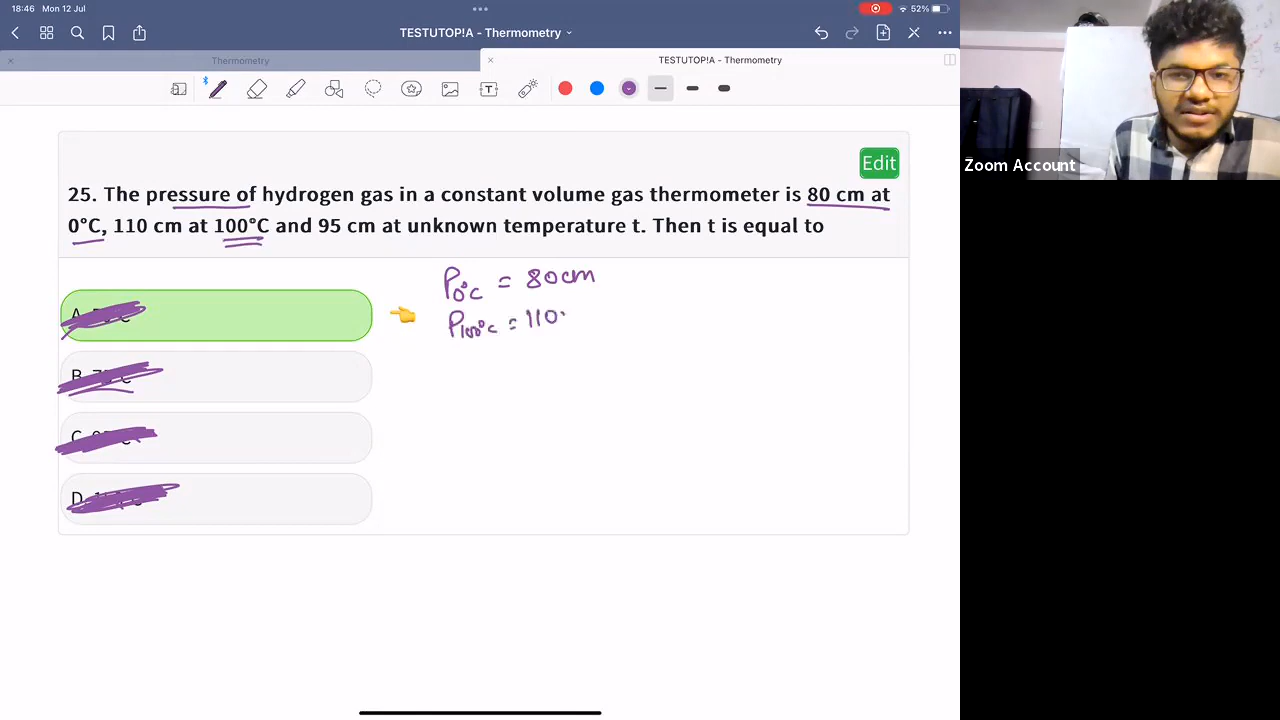 18:46 Mon 12 Jul
52%
TESTUTOP!A - Thermometry
Thermometry
TESTUTOP!A - Thermometry
T
Edit
25. The pressure of hydrogen gas in a constant volume gas thermometer is 80 cm at
0°C, 110 cm at 100°C and 95 cm at unknown temperature t. Then t is equal to
P0°C = 80cm
P100°C = 110
A
B
C
D
Zoom Account